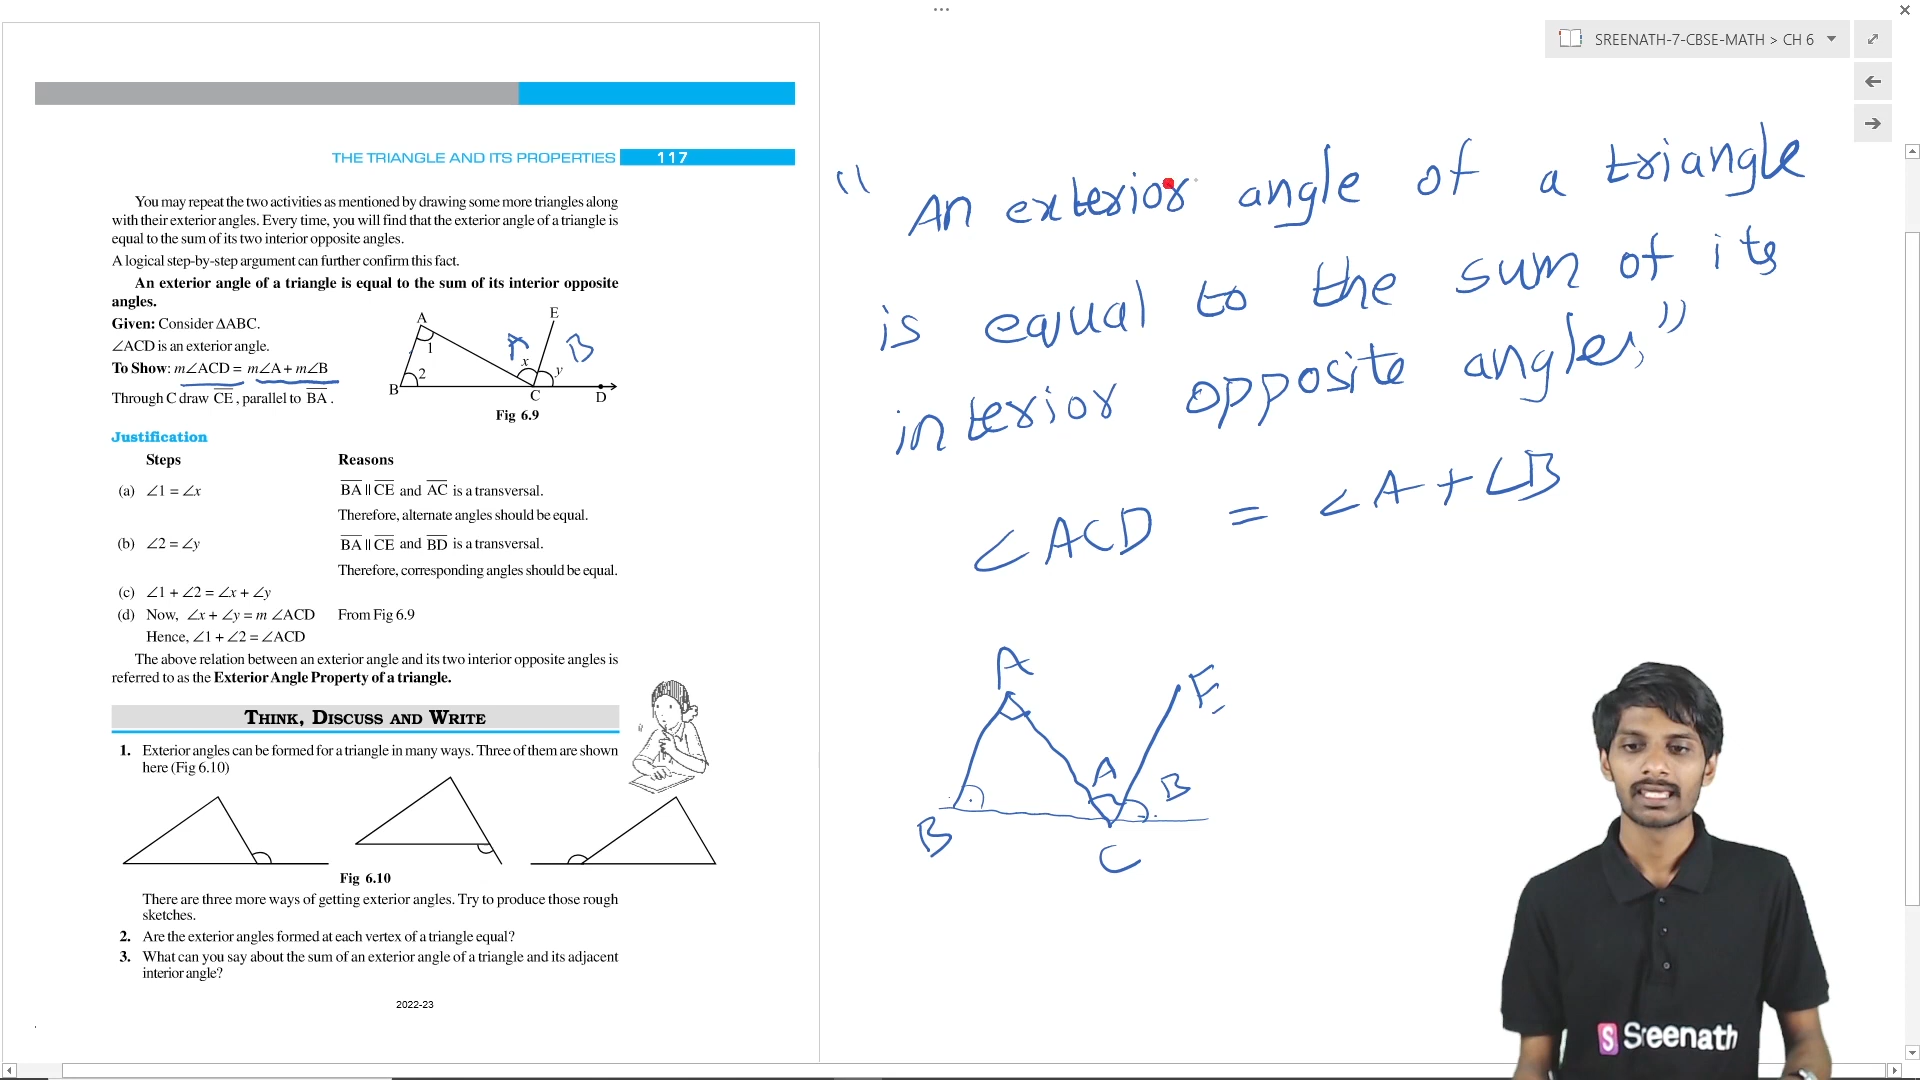 SREENATH-7-CBSE-MATH > CH 6
THE TRIANGLE AND ITS PROPERTIES 117
You may repeat the two activities as mentioned by drawing some more triangles along
with their exterior angles. Every time, you will find that the exterior angle of a triangle is
equal to the sum of its two interior opposite angles.
A logical step-by-step argument can further confirm this fact.
An exterior angle of a triangle is equal to the sum of its interior opposite
angles.
Given: Consider ΔABC.
∠ACD is an exterior angle.
To Show: m∠ACD = m∠A + m∠B
Through C draw CE, parallel to BA.
A E
A B
1 x y
2
B C D
Fig 6.9
Justification
Steps Reasons
(a) ∠1 = ∠x BA || CE and AC is a transversal.
Therefore, alternate angles should be equal.
(b) ∠2 = ∠y BA || CE and BD is a transversal.
Therefore, corresponding angles should be equal.
(c) ∠1 + ∠2 = ∠x + ∠y
(d) Now, ∠x + ∠y = m ∠ACD From Fig 6.9
Hence, ∠1 + ∠2 = ∠ACD
The above relation between an exterior angle and its two interior opposite angles is
referred to as the Exterior Angle Property of a triangle.
THINK, DISCUSS AND WRITE
1. Exterior angles can be formed for a triangle in many ways. Three of them are shown
here (Fig 6.10)
Fig 6.10
There are three more ways of getting exterior angles. Try to produce those rough
sketches.
2. Are the exterior angles formed at each vertex of a triangle equal?
3. What can you say about the sum of an exterior angle of a triangle and its adjacent
interior angle?
2022-23
"An exterior angle of a triangle
is equal to the sum of its
interior opposite angles,"
∠ACD = ∠A + ∠B
A E
A B
B C
S Sreenath